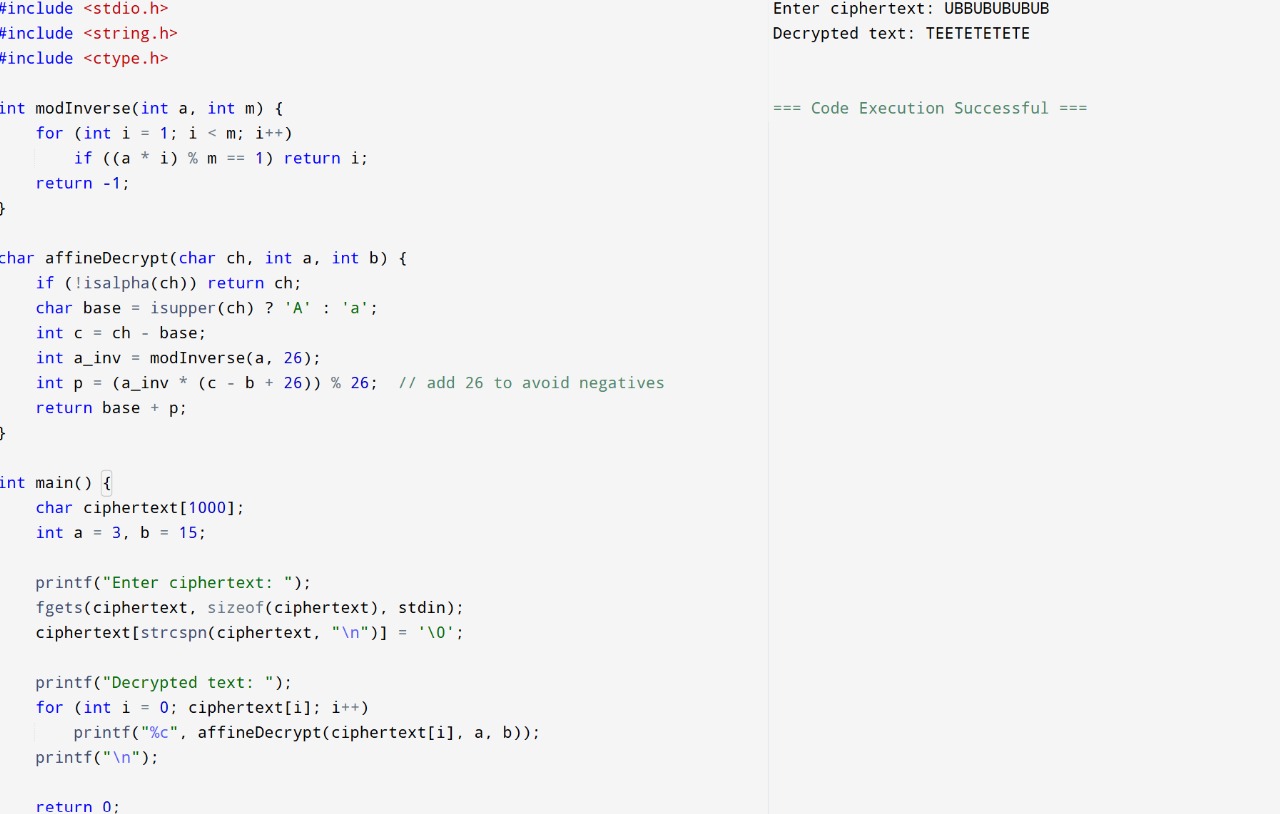 #include <stdio.h>
#include <string.h>
#include <ctype.h>

int modInverse(int a, int m) {
    for (int i = 1; i < m; i++)
        if ((a * i) % m == 1) return i;
    return -1;
}

char affineDecrypt(char ch, int a, int b) {
    if (!isalpha(ch)) return ch;
    char base = isupper(ch) ? 'A' : 'a';
    int c = ch - base;
    int a_inv = modInverse(a, 26);
    int p = (a_inv * (c - b + 26)) % 26;  // add 26 to avoid negatives
    return base + p;
}

int main() {
    char ciphertext[1000];
    int a = 3, b = 15;

    printf("Enter ciphertext: ");
    fgets(ciphertext, sizeof(ciphertext), stdin);
    ciphertext[strcspn(ciphertext, "\n")] = '\0';

    printf("Decrypted text: ");
    for (int i = 0; ciphertext[i]; i++)
        printf("%c", affineDecrypt(ciphertext[i], a, b));
    printf("\n");

    return 0;
Enter ciphertext: UBBUBUBUBUB
Decrypted text: TEETETETETE

=== Code Execution Successful ===